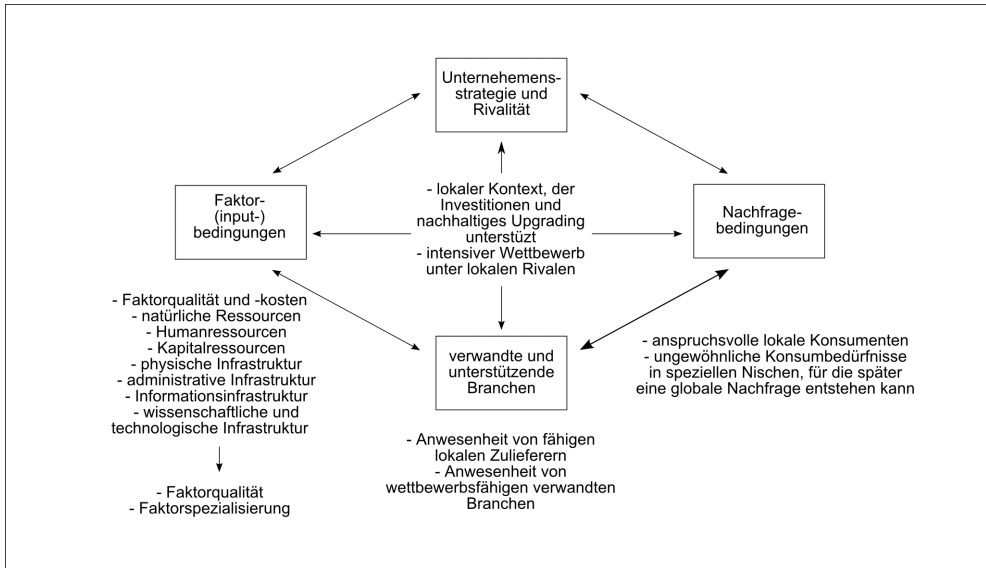 Unternehemens-
strategie und
Rivalität
Faktor-
(input-)
bedingungen
- lokaler Kontext, der
Investitionen und
nachhaltiges Upgrading
unterstüzt
- intensiver Wettbewerb
unter lokalen Rivalen
Nachfrage-
bedingungen
- Faktorqualität und -kosten
- natürliche Ressourcen
- Humanressourcen
- Kapitalressourcen
- physische Infrastruktur
- administrative Infrastruktur
- Informationsinfrastruktur
- wissenschaftliche und
technologische Infrastruktur
- Faktorqualität
- Faktorspezialisierung
verwandte und
unterstützende
Branchen
- Anwesenheit von fähigen
lokalen Zulieferern
- Anwesenheit von
wettbewerbsfähigen verwandten
Branchen
- anspruchsvolle lokale Konsumenten
- ungewöhnliche Konsumbedürfnisse
in speziellen Nischen, für die später
eine globale Nachfrage entstehen kann